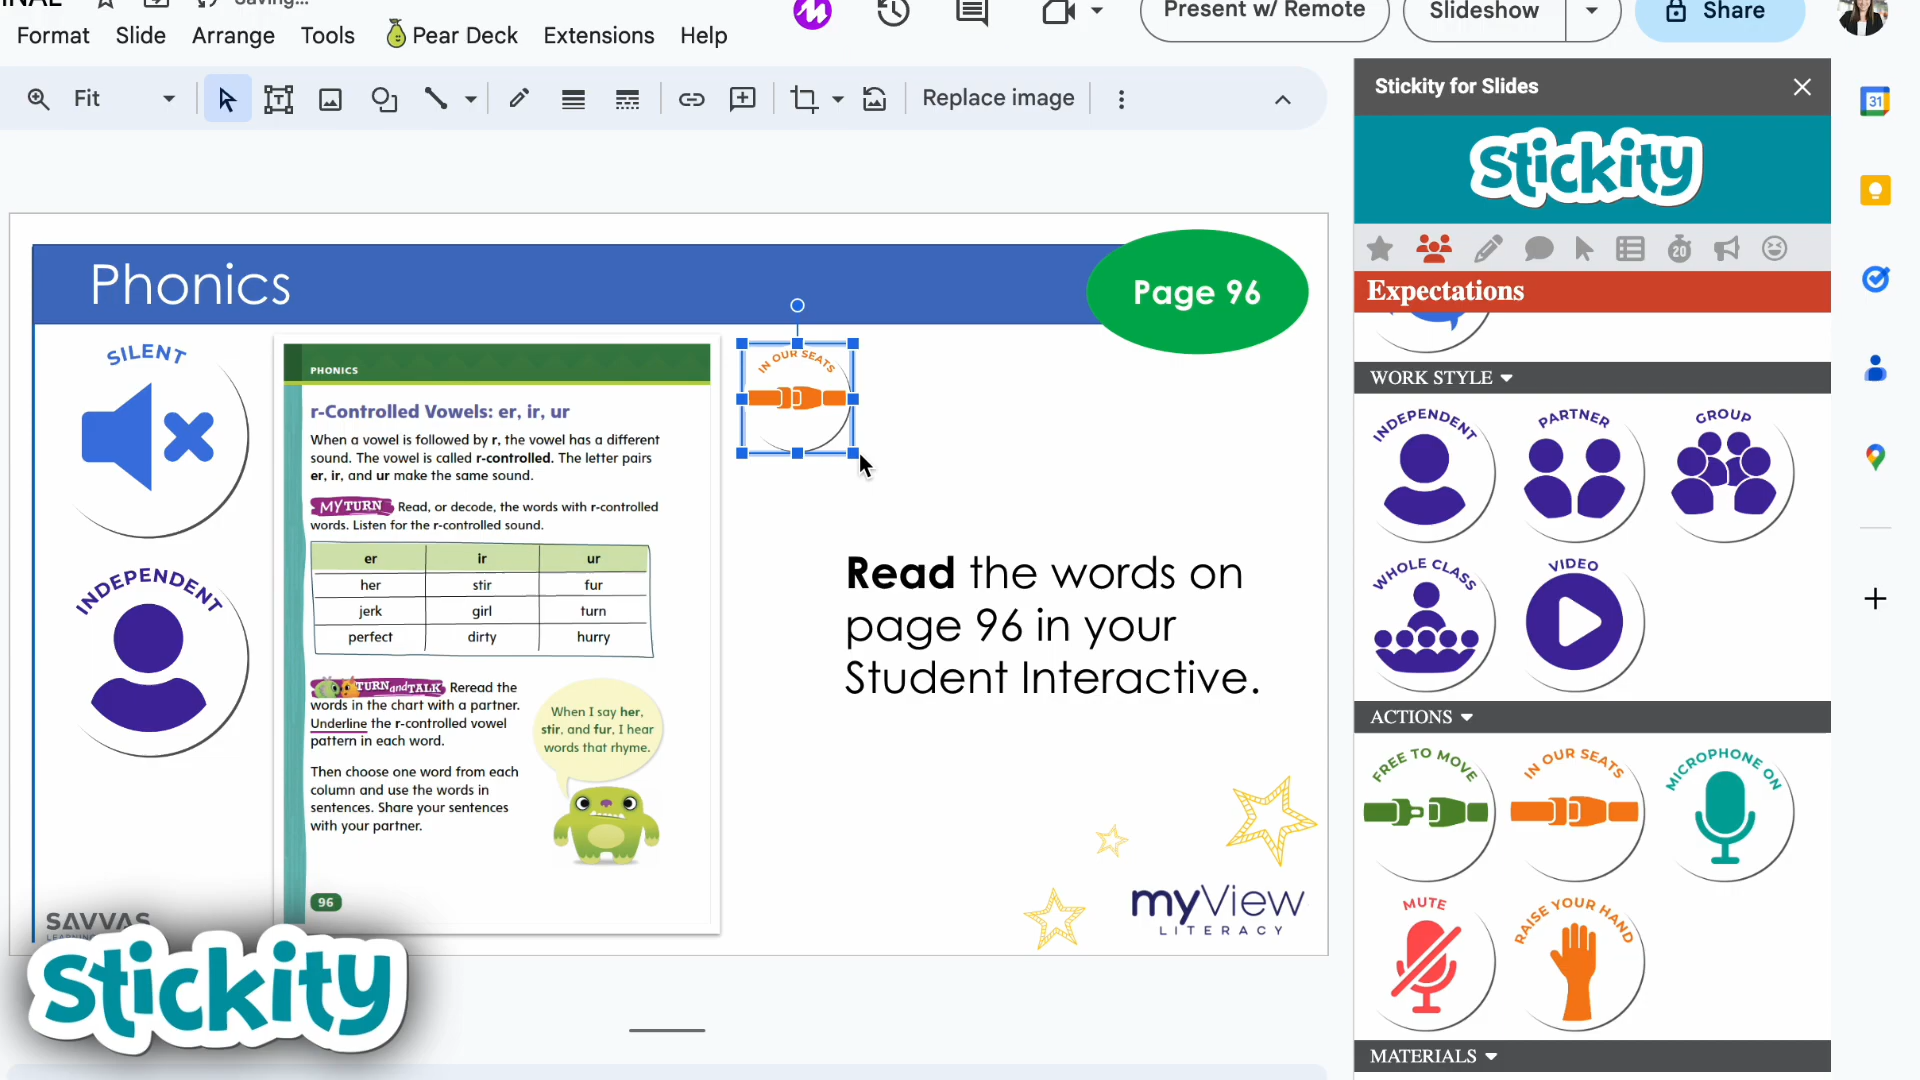 Saving...
Present w/ Remote
Slideshow
Share
Format
Slide
Arrange
Tools
Pear Deck
Extensions
Help
Fit
Replace image
Stickity for Slides
Stickity
31
20
Expectations
WORK STYLE
INDEPENDENT
PARTNER
GROUP
WHOLE CLASS
VIDEO
ACTIONS
FREE TO MOVE
IN OUR SEATS
MICROPHONE ON
MUTE
RAISE YOUR HAND
MATERIALS
Phonics
Page 96
SILENT
INDEPENDENT
PHONICS
r-Controlled Vowels: er, ir, ur
When a vowel is followed by r, the vowel has a different
sound. The vowel is called r-controlled. The letter pairs
er, ir, and ur make the same sound.
MY TURN Read, or decode, the words with r-controlled
words. Listen for the r-controlled sound.
er ir ur
her stir fur
jerk girl turn
perfect dirty hurry
TURN and TALK Reread the
words in the chart with a partner.
Underline the r-controlled vowel
pattern in each word.
Then choose one word from each
column and use the words in
sentences. Share your sentences
with your partner.
When I say her,
stir, and fur, I hear
words that rhyme.
96
IN OUR SEATS
Read the words on
page 96 in your
Student Interactive.
myView
LITERACY
SAVVAS
Stickity